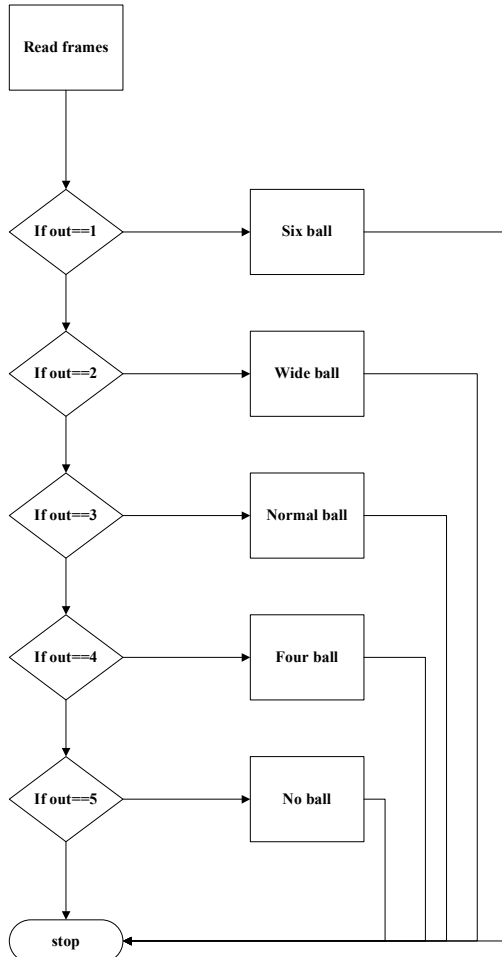 Read frames
If out==1
Six ball
If out==2
Wide ball
If out==3
Normal ball
If out==4
Four ball
If out==5
No ball
stop